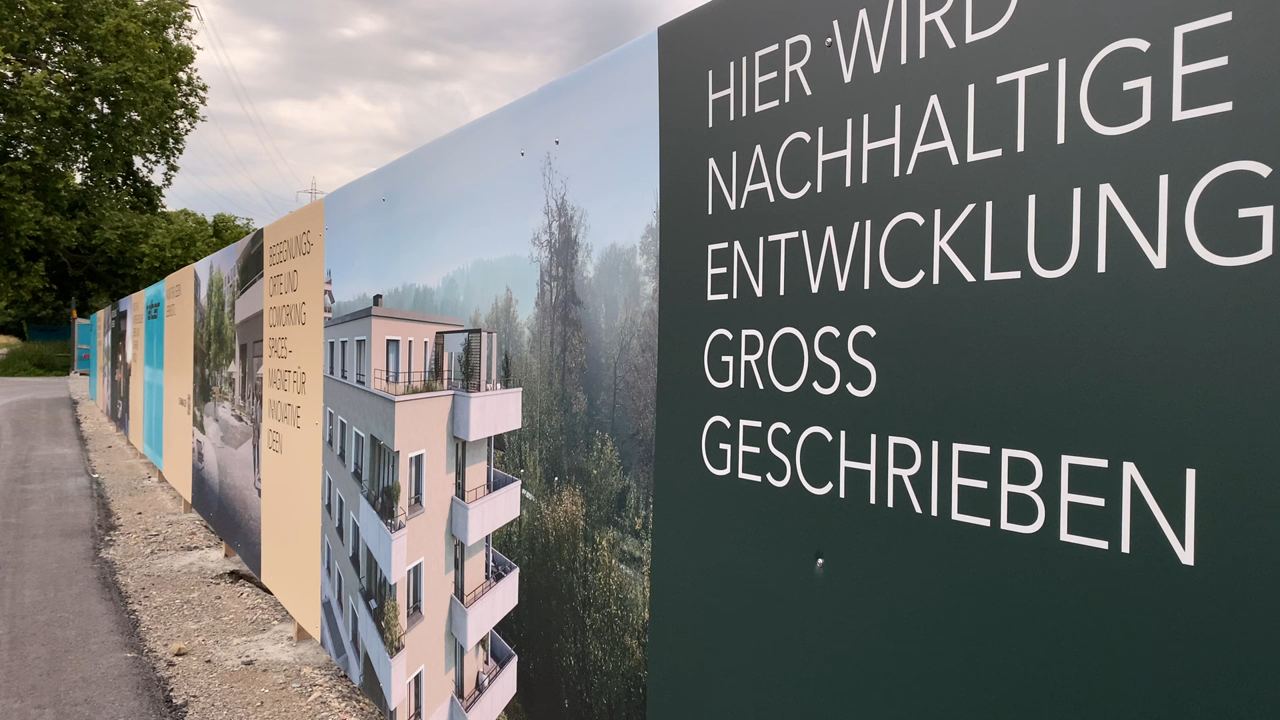 HIER WIRD
NACHHALTIGE
ENTWICKLUNG
GROSS
GESCHRIEBEN
BEGEGNUNGS-
ORTE UND
COWORKING
SPACES –
MAGNET FÜR
INNOVATIVE
IDEEN